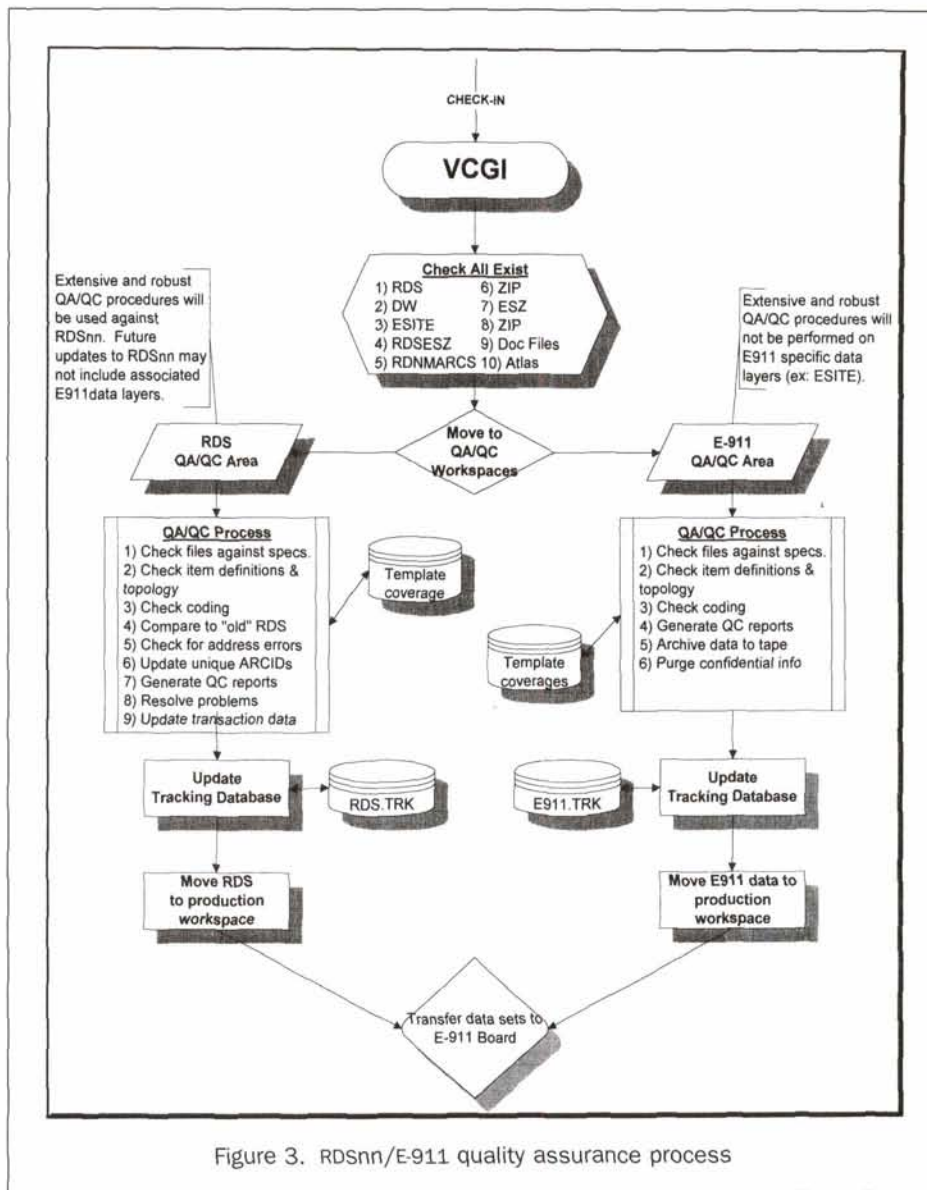 CHECK-IN
VCGI
Check All Exist
1) RDS 6) ZIP
2) DW 7) ESZ
3) ESITE 8) ZIP
4) RDSESZ 9) Doc Files
5) RDNMARCS 10) Atlas
Extensive and robust
QA/QC procedures will
be used against
RDSnn. Future
updates to RDSnn may
not include associated
E911data layers.
Extensive and robust
QA/QC procedures will
not be performed on
E911 specific data
layers (ex: ESITE).
RDS
QA/QC Area
Move to
QA/QC
Workspaces
E-911
QA/QC Area
QA/QC Process
1) Check files against specs.
2) Check item definitions &
topology
3) Check coding
4) Compare to "old" RDS
5) Check for address errors
6) Update unique ARCIDs
7) Generate QC reports
8) Resolve problems
9) Update transaction data
Template
coverage
QA/QC Process
1) Check files against specs.
2) Check item definitions &
topology
3) Check coding
4) Generate QC reports
5) Archive data to tape
6) Purge confidential info
Template
coverages
Update
Tracking Database
RDS.TRK
E911.TRK
Update
Tracking Database
Move RDS
to production
workspace
Move E911 data to
production
workspace
Transfer data sets to
E-911 Board
Figure 3. RDSnn/E-911 quality assurance process